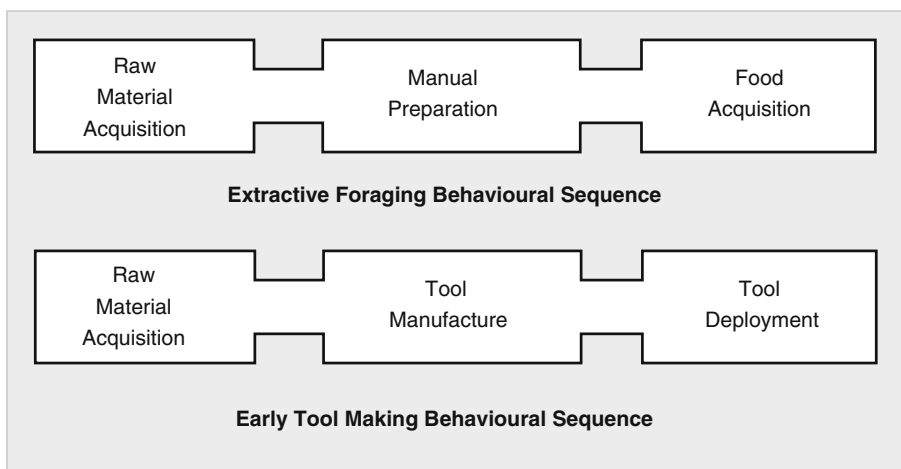 Raw
Material
Acquisition
Manual
Preparation
Food
Acquisition
Extractive Foraging Behavioural Sequence
Raw
Material
Acquisition
Tool
Manufacture
Tool
Deployment
Early Tool Making Behavioural Sequence